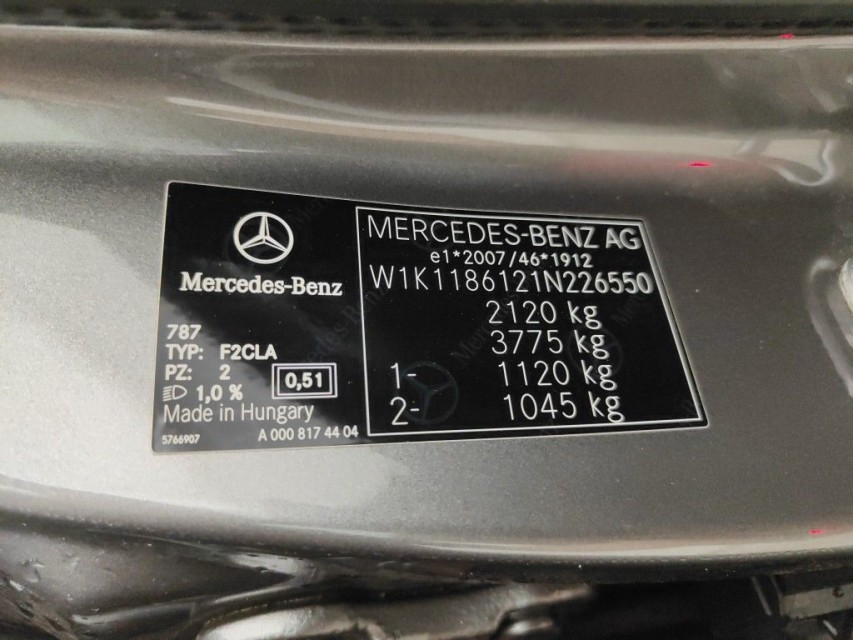 Mercedes-Benz
787
TYP: F2CLA
PZ: 2
1,0 %
0,51
Made in Hungary
5766907
A 000 817 44 04
MERCEDES-BENZ AG
e1*2007/46*1912
W1K1186121N226550
2120 kg
3775 kg
1- 1120 kg
2- 1045 kg